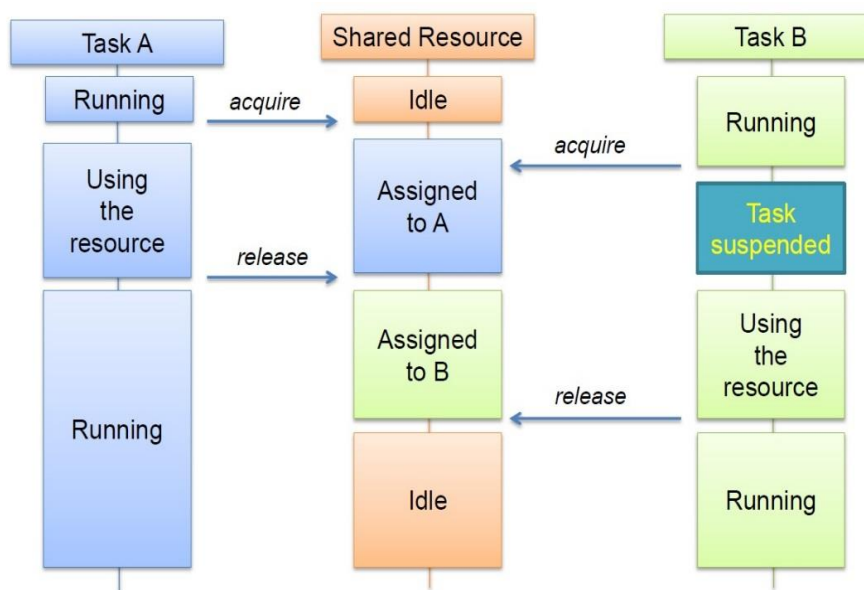 Task A
Shared Resource
Task B
Running
acquire
Idle
Running
acquire
Using
the
resource
Assigned
to A
Task
suspended
release
Running
Assigned
to B
Using
the
resource
release
Idle
Running